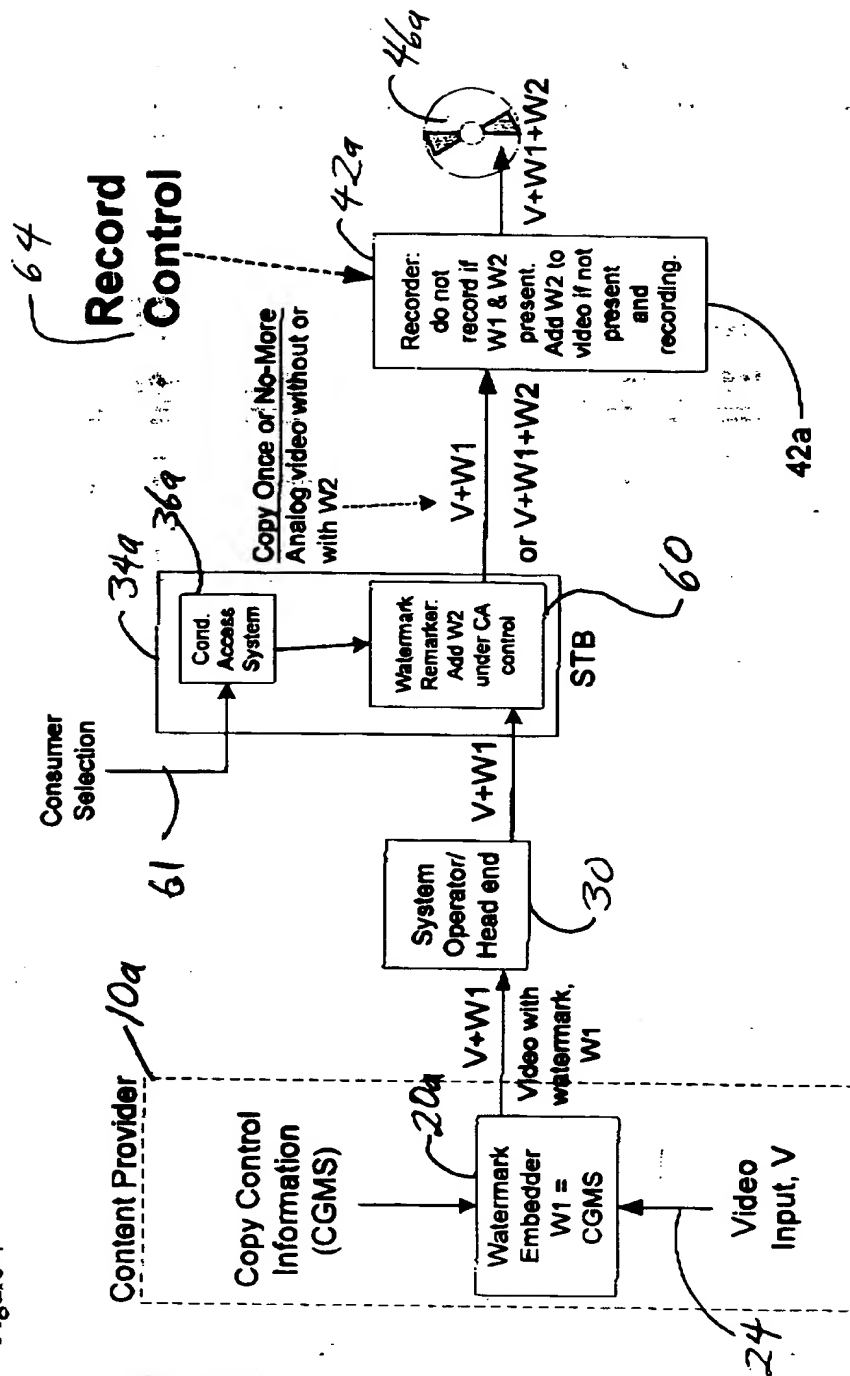 Content Provider
10a
Copy Control
Information
(CGMS)
20a
Watermark
Embedder
W1 =
CGMS
24
Video
Input, V
V+W1
Video with
watermark,
W1
System
Operator/
Head end
30
V+W1
Consumer
Selection
61
34a
36a
Cond.
Access
System
Watermark
Remarker:
Add W2
under CA
control
60
STB
Copy Once or No-More
Analog video without or
with W2
V+W1
or V+W1+W2
64
Record
Control
42a
Recorder:
do not
record if
W1 & W2
present.
Add W2 to
video if not
present
and
recording.
42a
46a
V+W1+W2